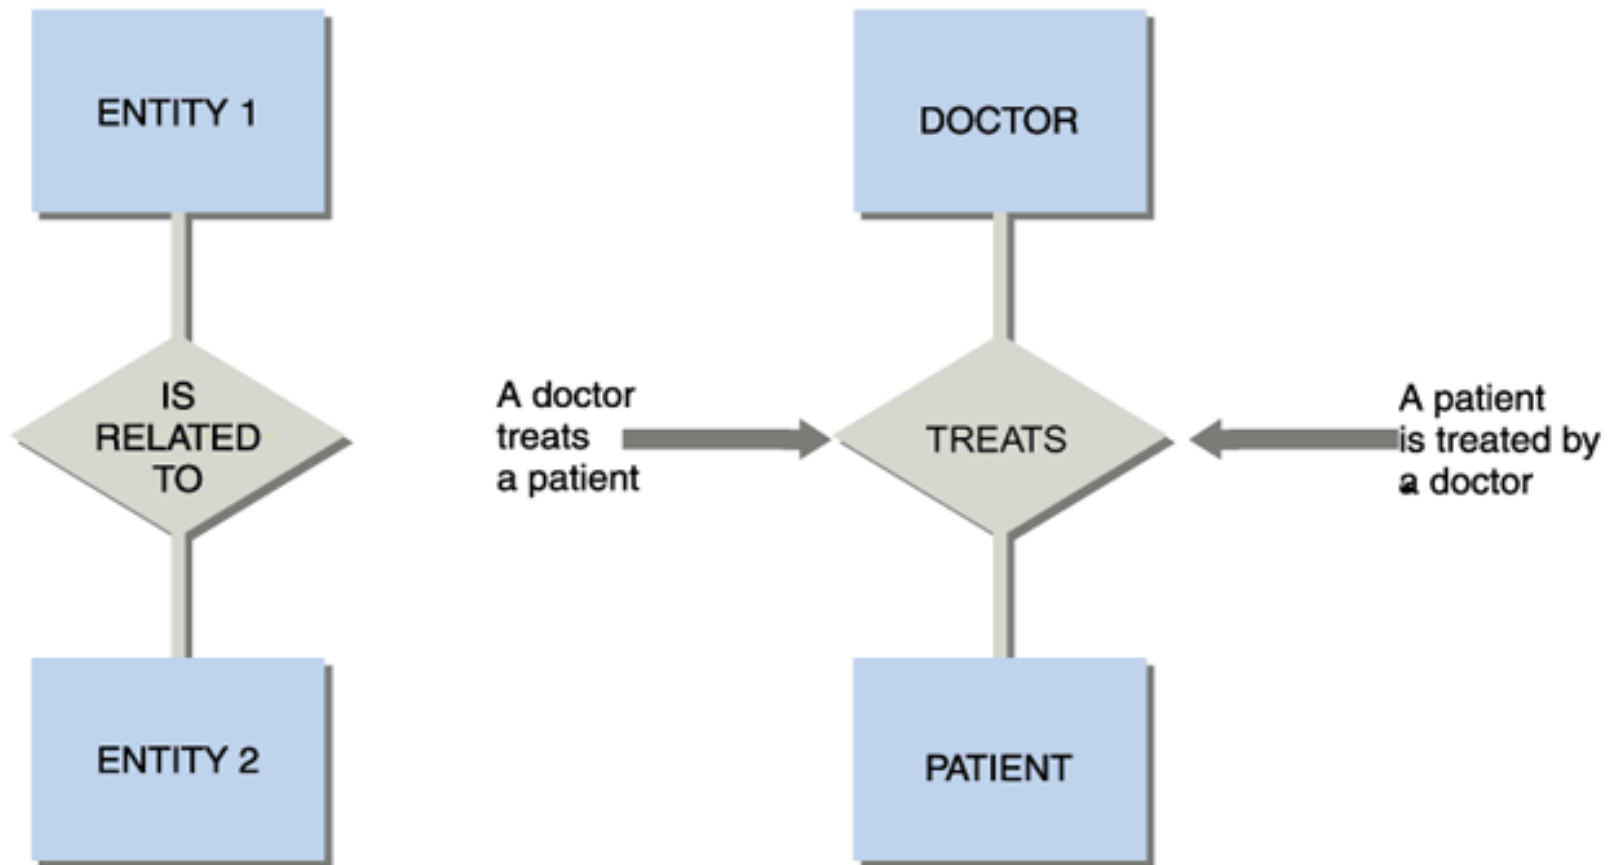 ENTITY 1
IS
RELATED
TO
ENTITY 2
DOCTOR
A doctor
treats
a patient
TREATS
A patient
is treated by
a doctor
PATIENT